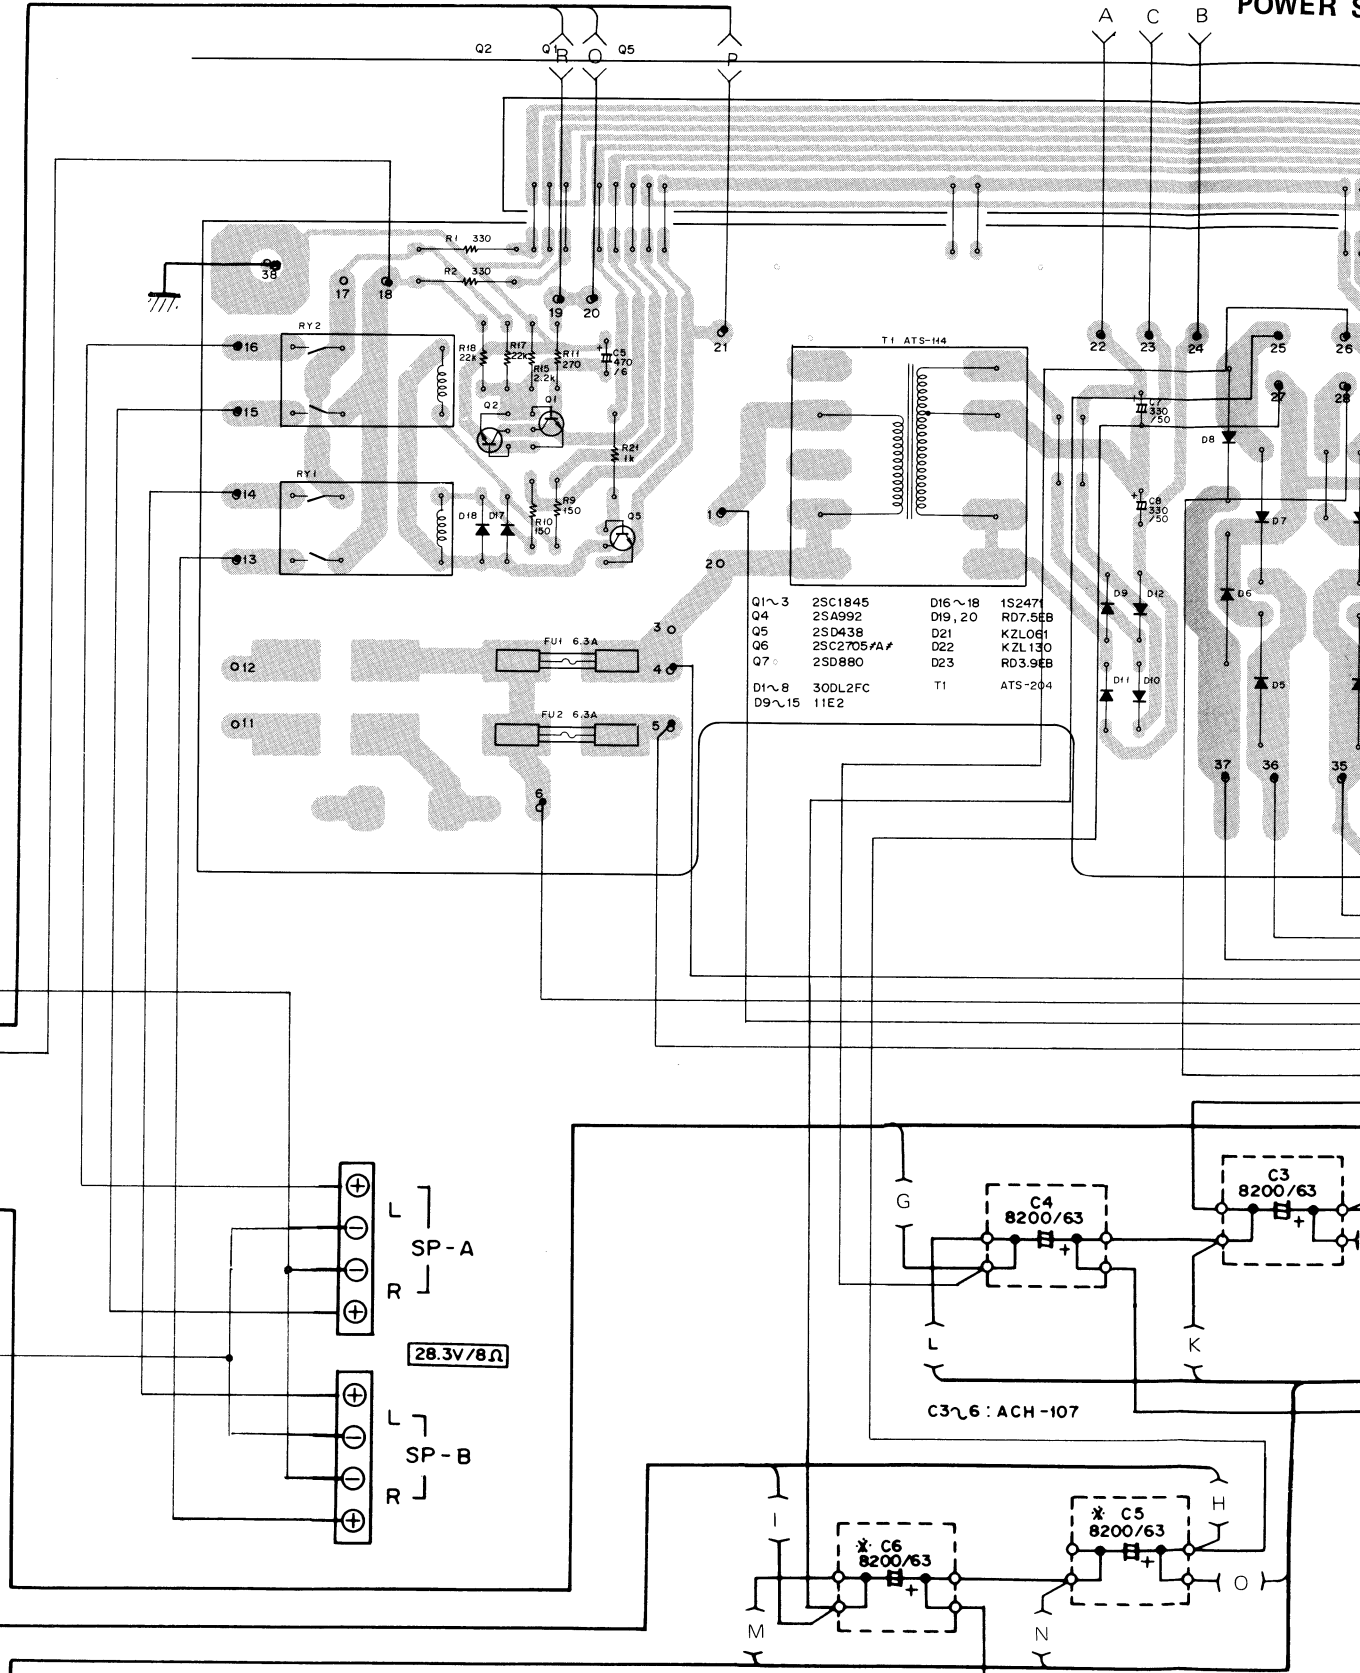 POWER S
A C B
Q2 Q1 R O Q5 P
R1 330
R2 330
38
17 18
19 20
21
22 23 24 25 26
RY2
16
15
R18 22k
R17 22k
R15 2.2k
R11 270
C5 470 /6
+
Q2 Q1
R21 1k
T1 ATS-114
C7 330 /50
+
27 28
D8
RY1
14
13
D18 D17
R10 150
R9 150
Q5
1
2
C8 330 /50
+
D7
D9 D12
D6
Q1~3 2SC1845 D16~18 1S2471
Q4 2SA992 D19,20 RD7.5EB
Q5 2SD438 D21 KZL061
Q6 2SC2705≠A≠ D22 KZL130
Q7 2SD880 D23 RD3.9EB
D1~8 30DL2FC T1 ATS-204
D9~15 11E2
3
12
FU1 6.3A
4
D11 D10
D5
11
FU2 6.3A
5
6
37 36 35
+
L
-
SP-A
-
R
+
28.3V/8Ω
+
L
-
SP-B
-
R
+
G
C4
8200/63
+
C3
8200/63
+
L
K
C3~6 : ACH-107
I
H
※ C6
8200/63
+
※ C5
8200/63
+
O
M
N